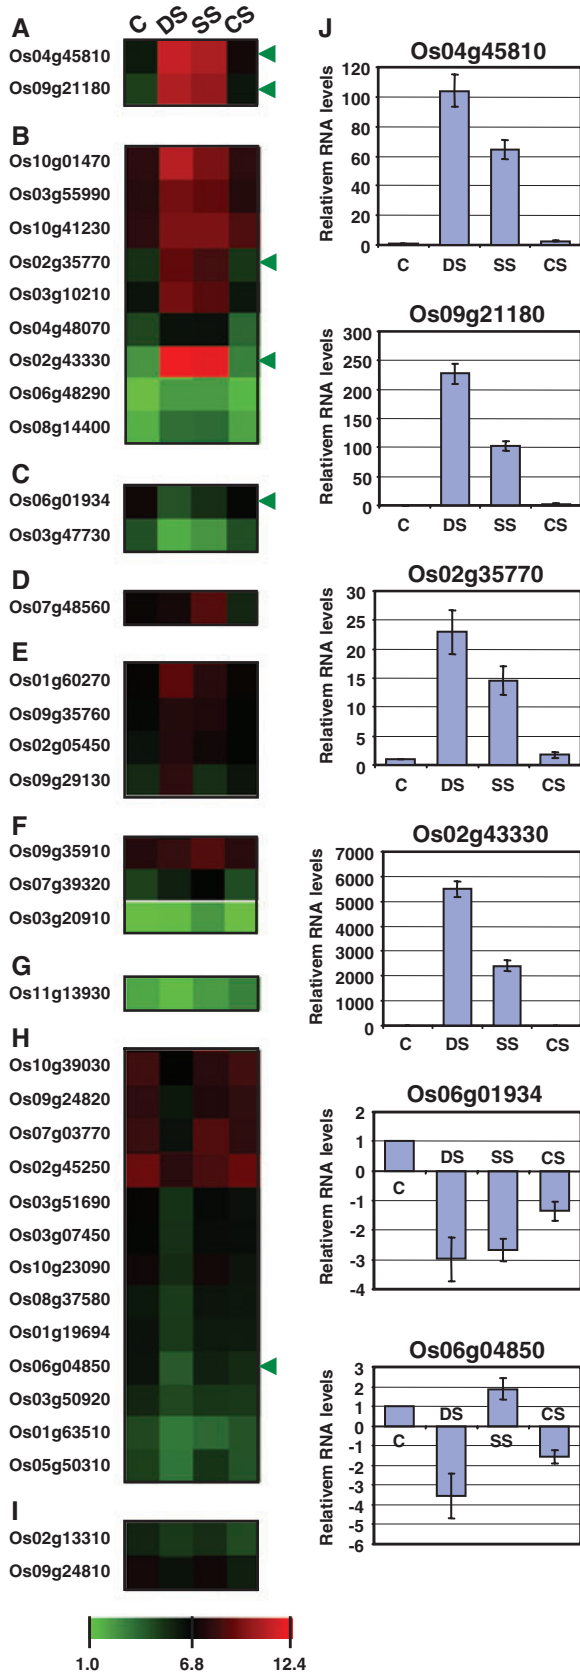 C DS SS CS
A
Os04g45810
Os09g21180
B
Os10g01470
Os03g55990
Os10g41230
Os02g35770
Os03g10210
Os04g48070
Os02g43330
Os06g48290
Os08g14400
C
Os06g01934
Os03g47730
D
Os07g48560
E
Os01g60270
Os09g35760
Os02g05450
Os09g29130
F
Os09g35910
Os07g39320
Os03g20910
G
Os11g13930
H
Os10g39030
Os09g24820
Os07g03770
Os02g45250
Os03g51690
Os03g07450
Os10g23090
Os08g37580
Os01g19694
Os06g04850
Os03g50920
Os01g63510
Os05g50310
I
Os02g13310
Os09g24810
1.0 6.8 12.4
J
Os04g45810
Relativem RNA levels
120
100
80
60
40
20
0
C DS SS CS
Os09g21180
Relativem RNA levels
300
250
200
150
100
50
0
C DS SS CS
Os02g35770
Relativem RNA levels
30
25
20
15
10
5
0
C DS SS CS
Os02g43330
Relativem RNA levels
7000
6000
5000
4000
3000
2000
1000
0
C DS SS CS
Os06g01934
Relativem RNA levels
2
1
0
-1
-2
-3
-4
DS SS CS
C
Os06g04850
Relativem RNA levels
3
2
1
0
-1
-2
-3
-4
-5
-6
DS CS
C SS